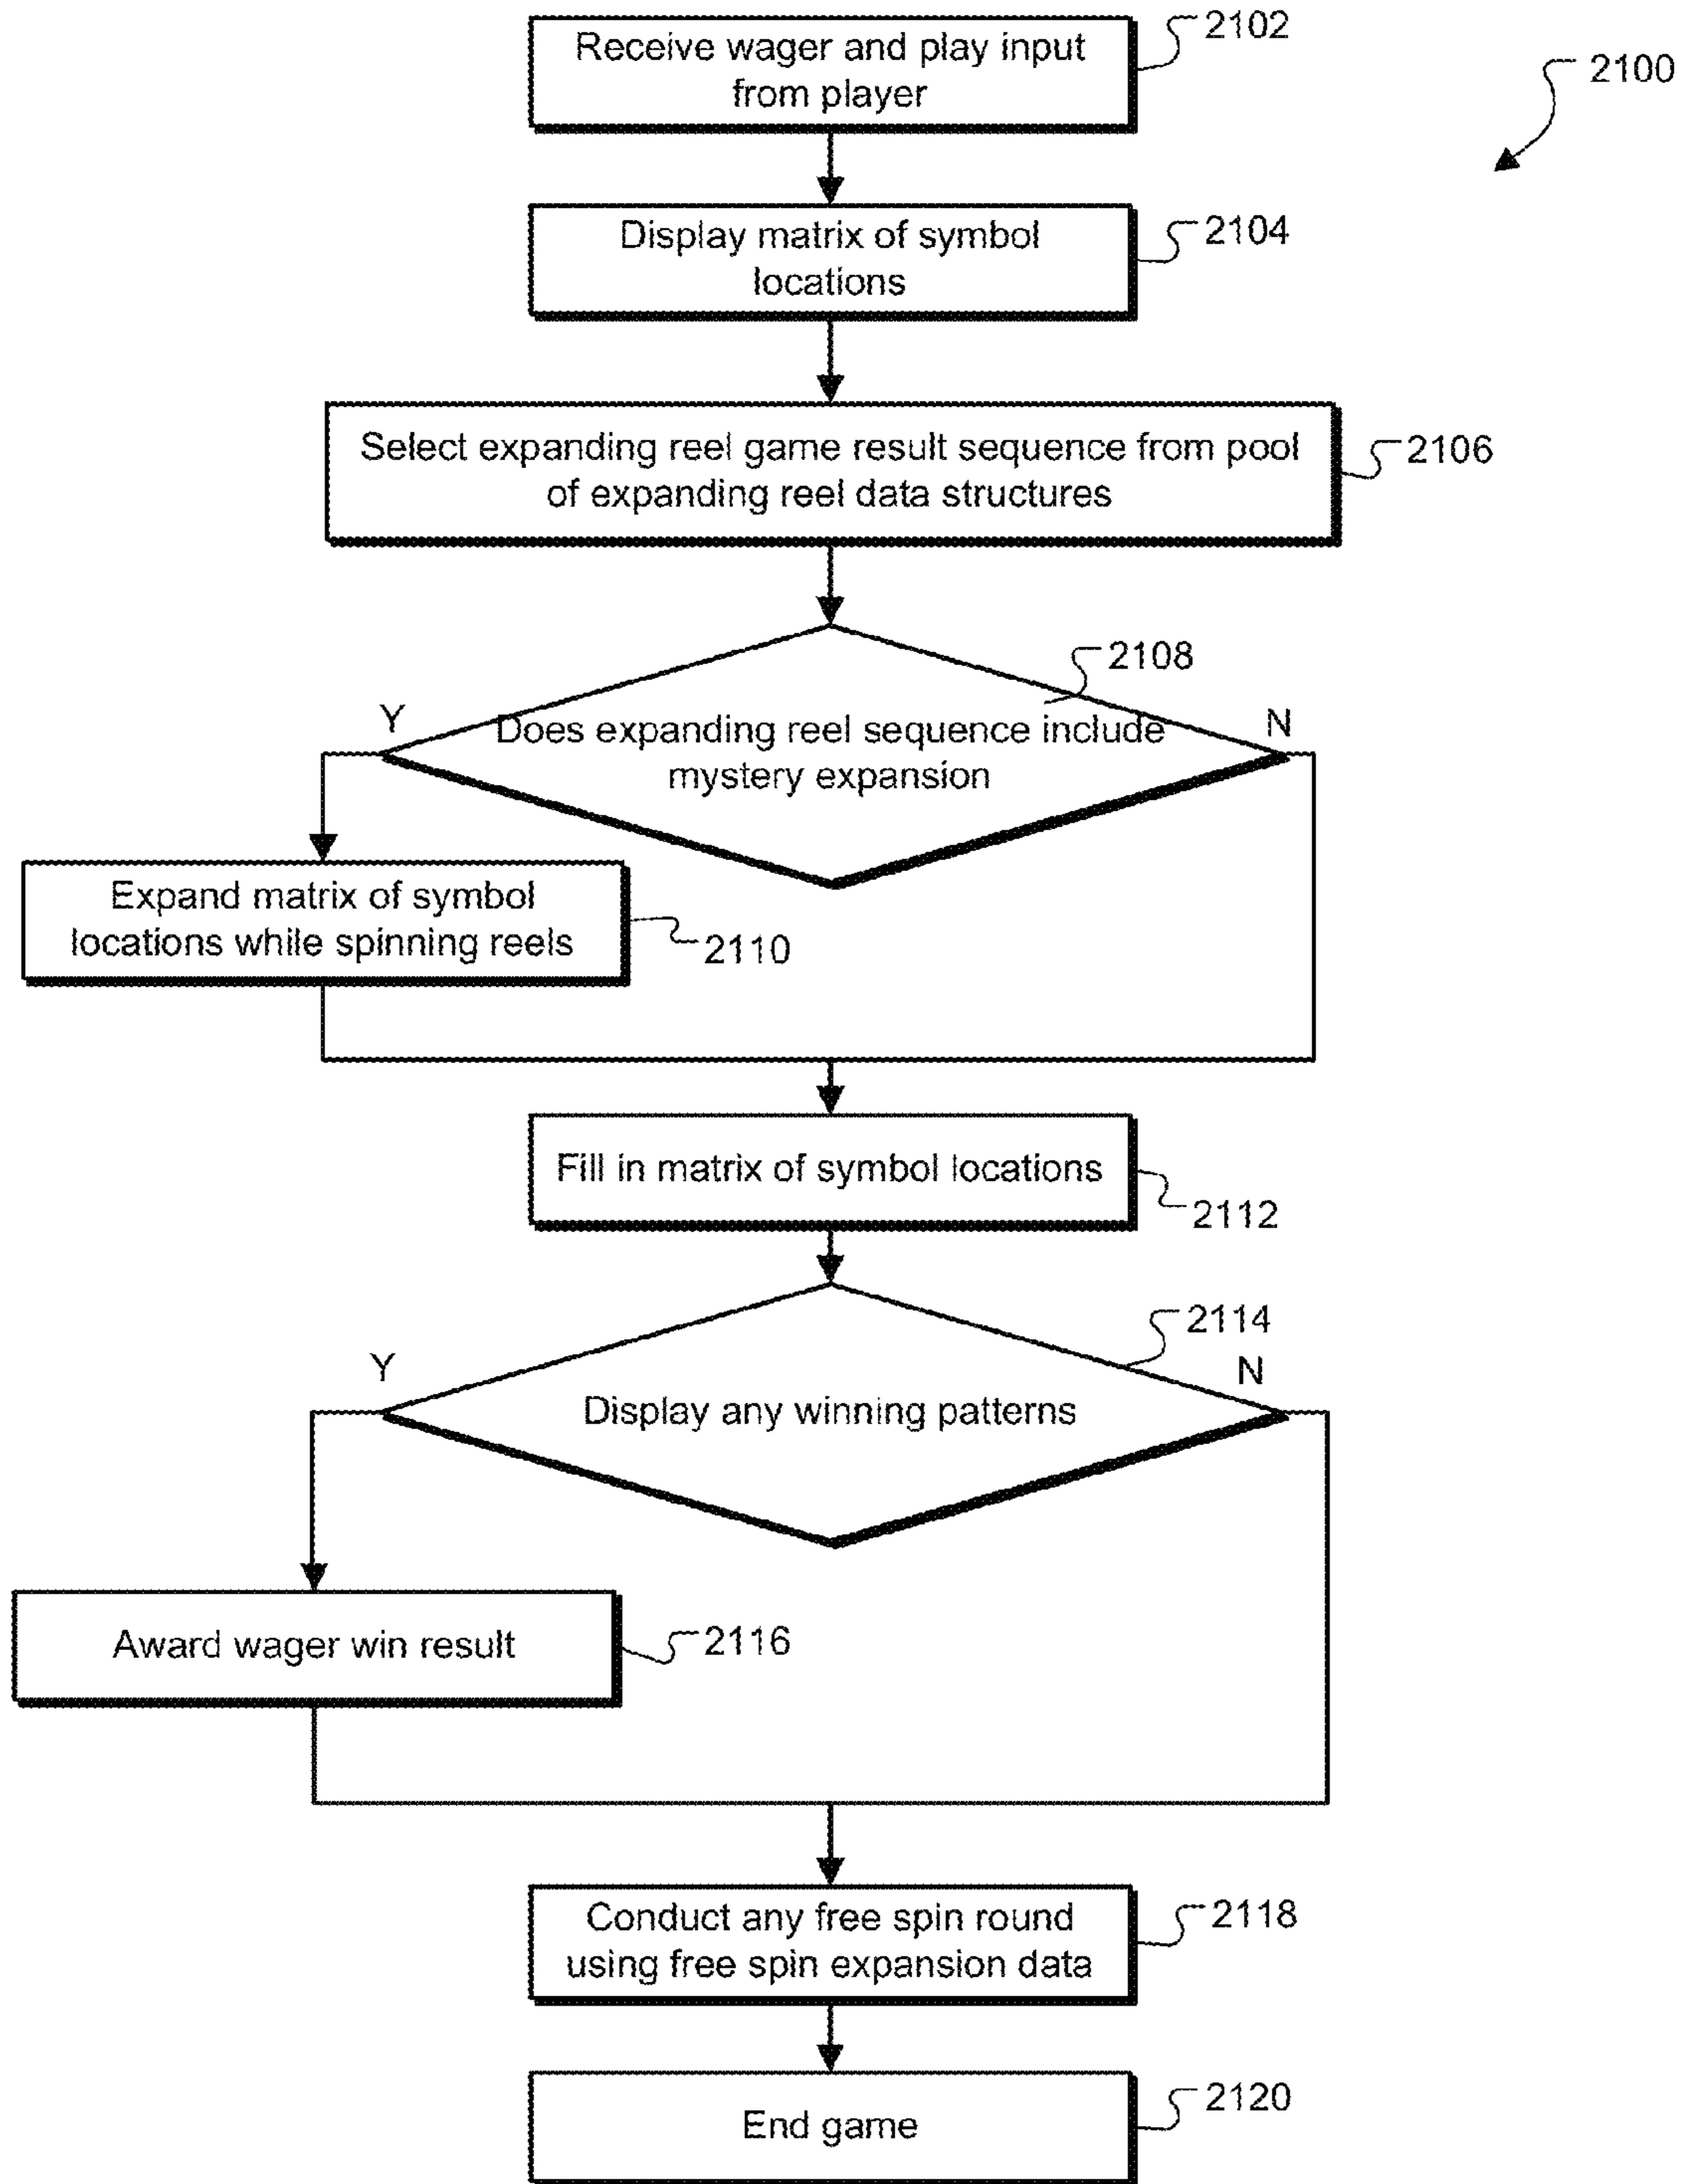 Receive wager and play input
from player
2102
2100
Display matrix of symbol
locations
2104
Select expanding reel game result sequence from pool
of expanding reel data structures
2106
2108
Y
N
Does expanding reel sequence include
mystery expansion
Expand matrix of symbol
locations while spinning reels
2110
Fill in matrix of symbol locations
2112
2114
Y
N
Display any winning patterns
Award wager win result
2116
Conduct any free spin round
using free spin expansion data
2118
End game
2120